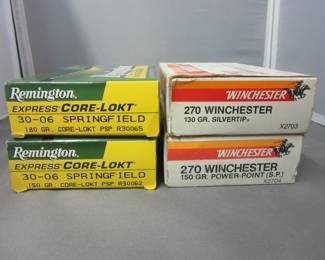 Remington
EXPRESS CORE-LOKT
30-06 SPRINGFIELD
180 GR. CORE-LOKT PSP R30065
Remington
EXPRESS CORE-LOKT
30-06 SPRINGFIELD
150 GR. CORE-LOKT PSP R30062
WINCHESTER
270 WINCHESTER
130 GR. SILVERTIP®
X2703
WINCHESTER
270 WINCHESTER
150 GR. POWER-POINT (S.P.)
X2704